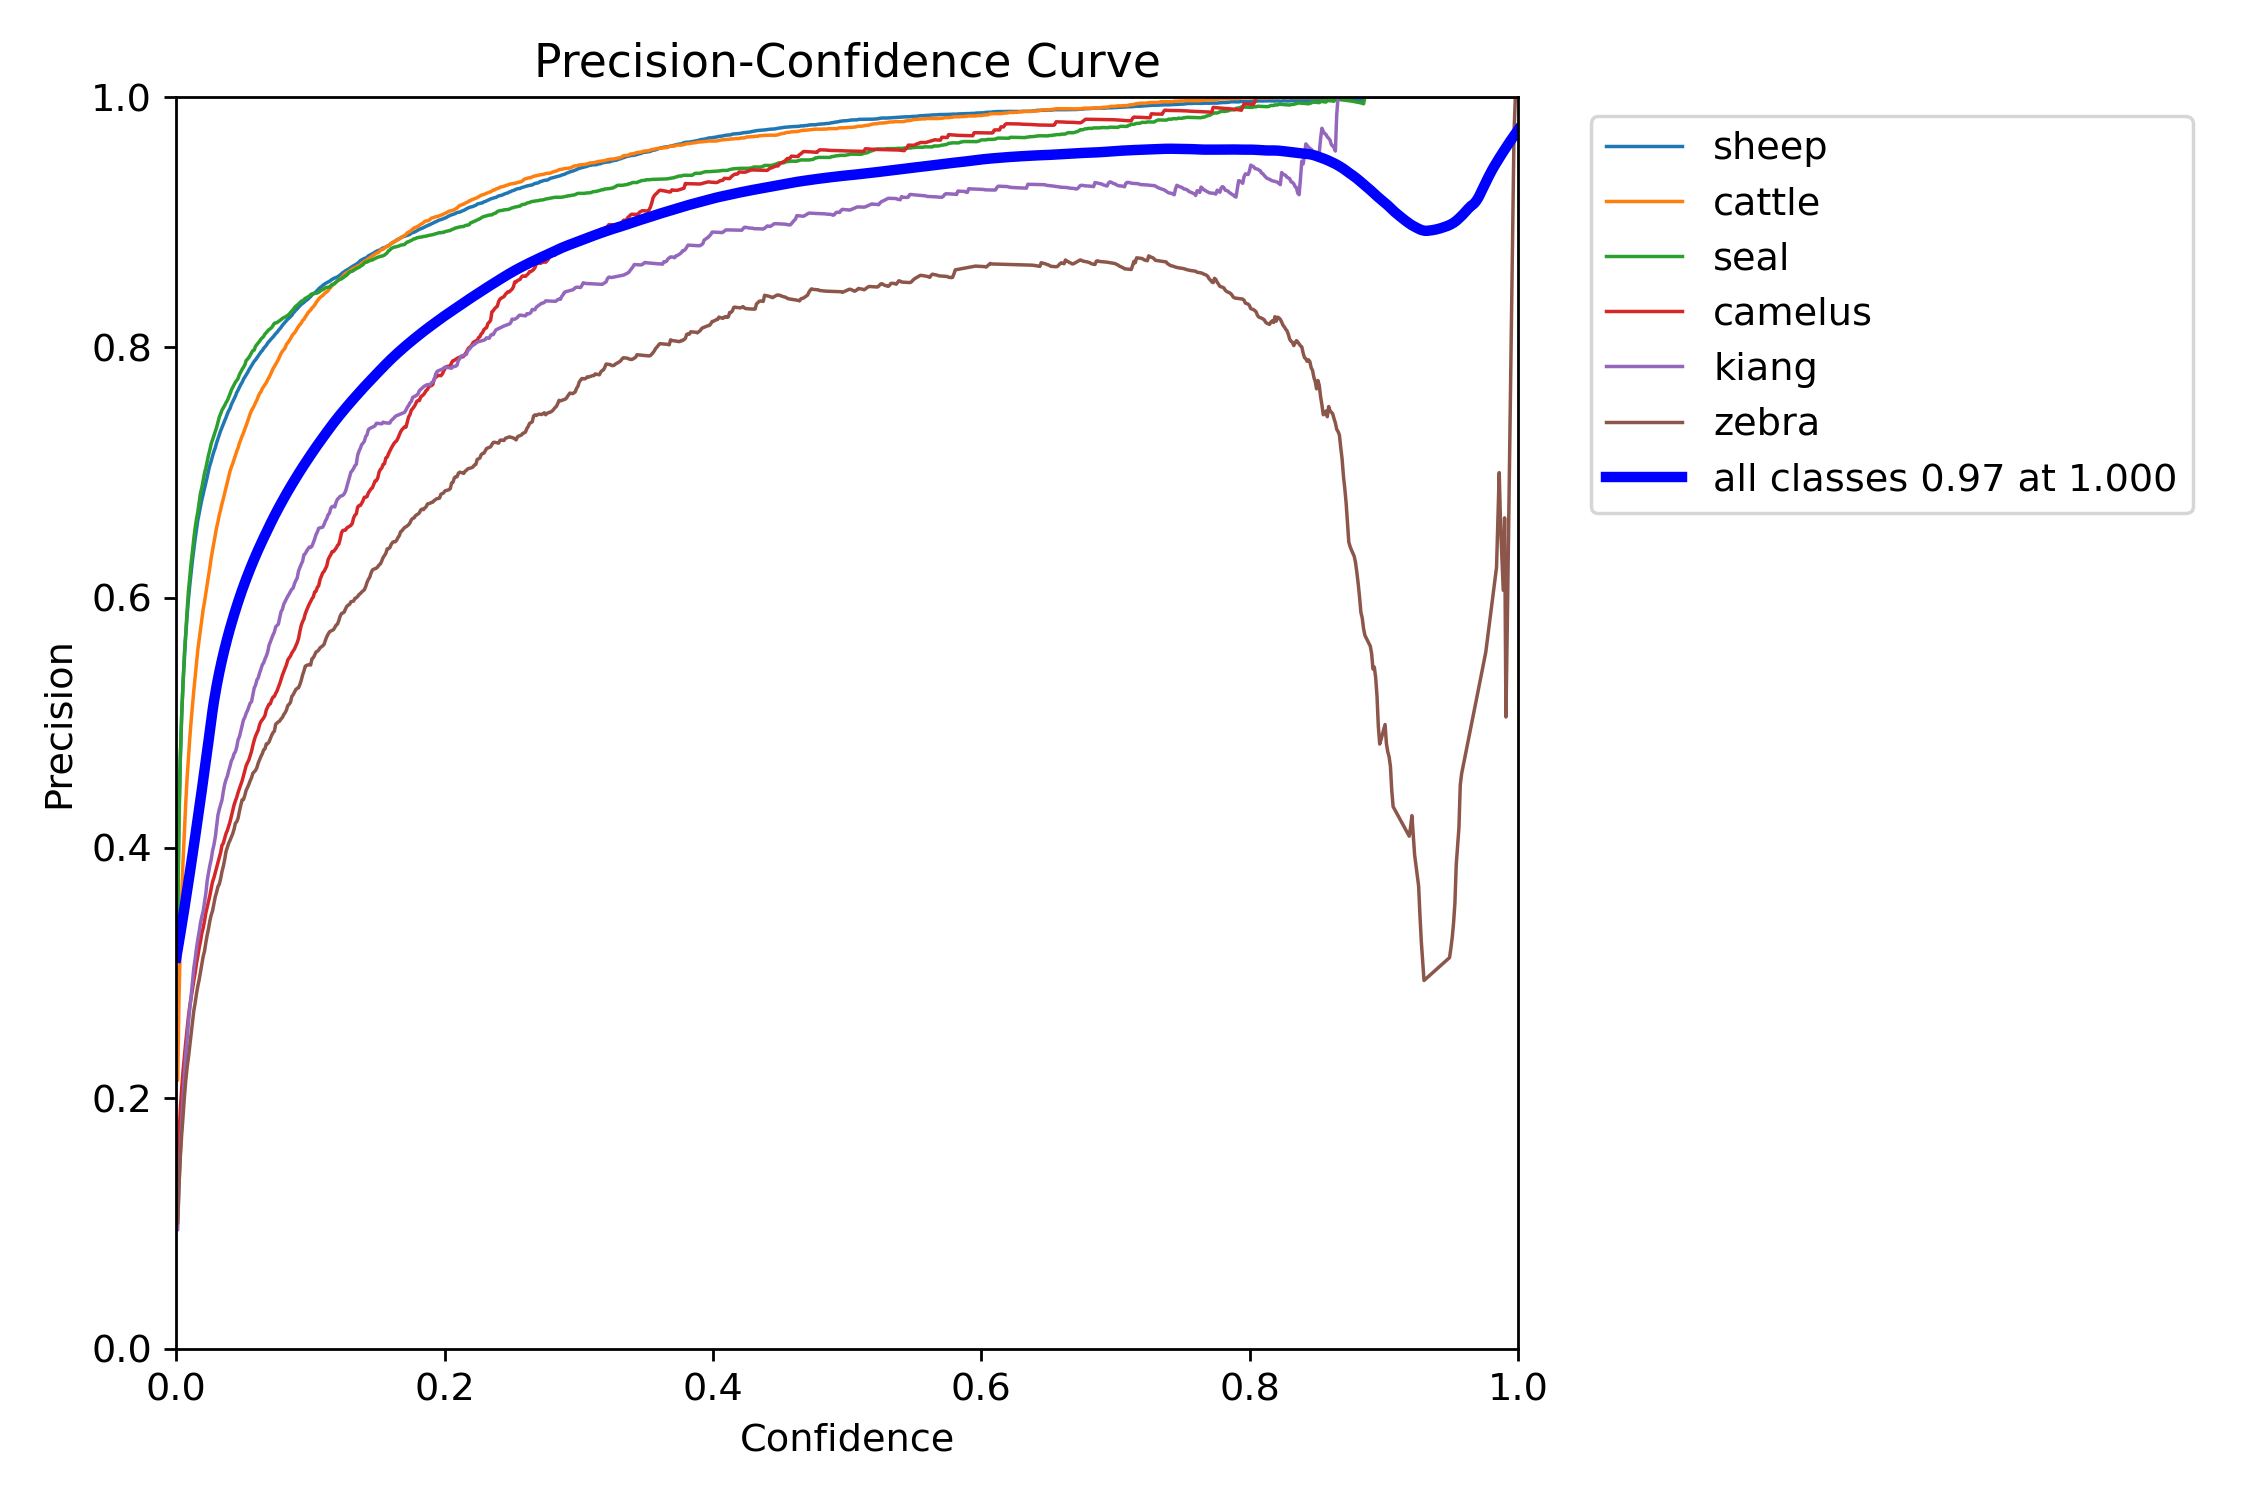 Precision-Confidence Curve
1.0
0.8
0.6
0.4
0.2
0.0
Precision
0.0 0.2 0.4 0.6 0.8 1.0
Confidence
sheep
cattle
seal
camelus
kiang
zebra
all classes 0.97 at 1.000